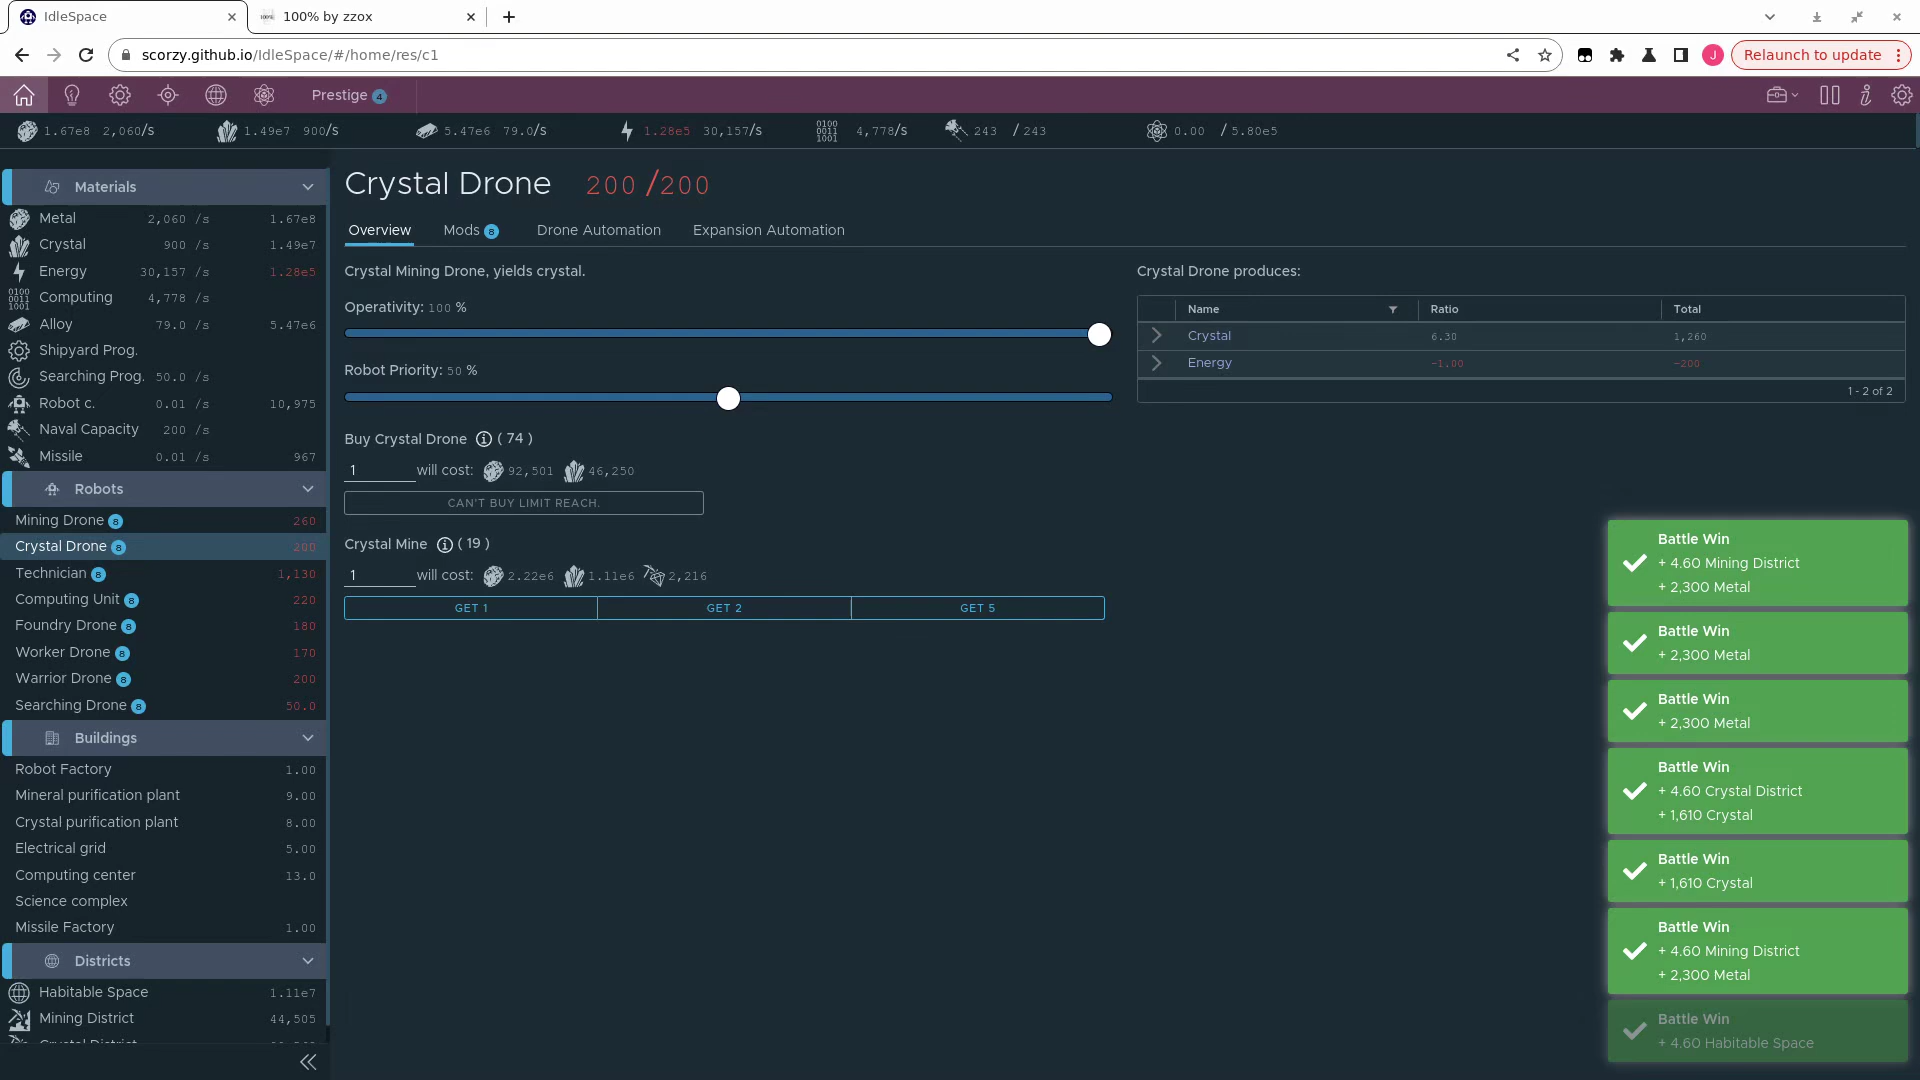 IdleSpace
100% by zzox
scorzy.github.io/IdleSpace/#/home/res/c1
J
Relaunch to update
Prestige 4
1.67e8 2,060/s
1.49e7 900/s
5.47e6 79.0/s
1.28e5 30,157/s
0100 0011 1001 4,778/s
243 / 243
0.00 / 5.80e5
Materials
Metal 2,060 /s 1.67e8
Crystal 900 /s 1.49e7
Energy 30,157 /s 1.28e5
0100 0011 1001 Computing 4,778 /s
Alloy 79.0 /s 5.47e6
Shipyard Prog.
Searching Prog. 50.0 /s
Robot c. 0.01 /s 10,975
Naval Capacity 200 /s
Missile 0.01 /s 967
Robots
Mining Drone 8 260
Crystal Drone 8 200
Technician 8 1,130
Computing Unit 8 220
Foundry Drone 8 180
Worker Drone 8 170
Warrior Drone 8 200
Searching Drone 8 50.0
Buildings
Robot Factory 1.00
Mineral purification plant 9.00
Crystal purification plant 8.00
Electrical grid 5.00
Computing center 13.0
Science complex
Missile Factory 1.00
Districts
Habitable Space 1.11e7
Mining District 44,505
Crystal Drone 200 /200
Overview Mods 8 Drone Automation Expansion Automation
Crystal Mining Drone, yields crystal.
Operativity: 100 %
Robot Priority: 50 %
Buy Crystal Drone ( 74 )
1 will cost: 92,501 46,250
CAN'T BUY LIMIT REACH.
Crystal Mine ( 19 )
1 will cost: 2.22e6 1.11e6 2,216
GET 1 GET 2 GET 5
Crystal Drone produces:
Name Ratio Total
Crystal 6.30 1,260
Energy -1.00 -200
1 - 2 of 2
Battle Win
+ 4.60 Mining District
+ 2,300 Metal
Battle Win
+ 2,300 Metal
Battle Win
+ 2,300 Metal
Battle Win
+ 4.60 Crystal District
+ 1,610 Crystal
Battle Win
+ 1,610 Crystal
Battle Win
+ 4.60 Mining District
+ 2,300 Metal
Battle Win
+ 4.60 Habitable Space